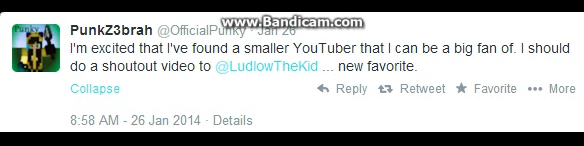 www.Bandicam.com
PunkZ3brah @OfficialPunky · Jan 26
I'm excited that I've found a smaller YouTuber that I can be a big fan of. I should
do a shoutout video to @LudlowTheKid ... new favorite.
Collapse Reply Retweet Favorite More
8:58 AM - 26 Jan 2014 · Details
Punky